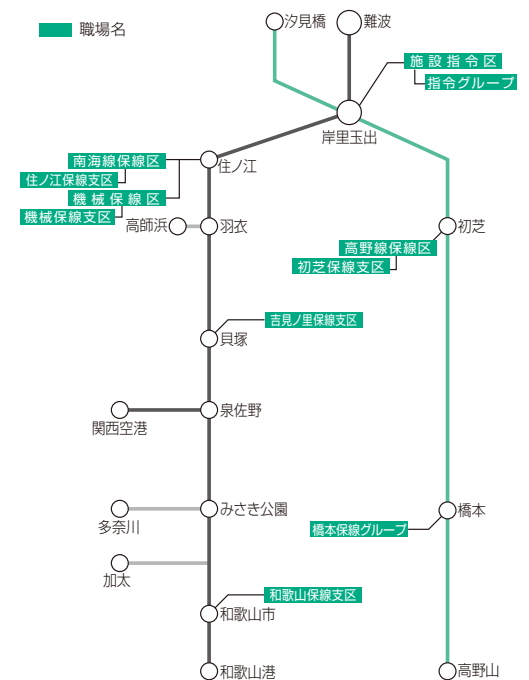 職場名
汐見橋
難波
施設指令区
指令グループ
岸里玉出
南海線保線区
住ノ江
住ノ江保線支区
機械保線区
機械保線支区
高師浜
羽衣
初芝
高野線保線区
初芝保線支区
吉見ノ里保線支区
貝塚
泉佐野
関西空港
みさき公園
橋本
多奈川
橋本保線グループ
加太
和歌山保線支区
和歌山市
和歌山港
高野山